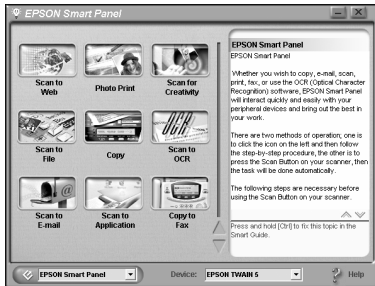 EPSON Smart Panel
Scan to
Web
Photo Print
Scan for
Creativity
Scan to
File
Copy
OCR
Scan to
OCR
Scan to
E-mail
Scan to
Application
Copy to
Fax
EPSON Smart Panel
EPSON Smart Panel
Whether you wish to copy, e-mail, scan,
print, fax, or use the OCR (Optical Character
Recognition) software, EPSON Smart Panel
will interact quickly and easily with your
peripheral devices and bring out the best in
your work.
There are two methods of operation; one is
to click the icon on the left and then follow
the step-by-step procedure, the other is to
press the Scan Button on your scanner, then
the task will be done automatically.
The following steps are necessary before
using the Scan Button on your scanner.
Press and hold [Ctrl] to fix this topic in the
Smart Guide.
EPSON Smart Panel
Device:
EPSON TWAIN 5
Help